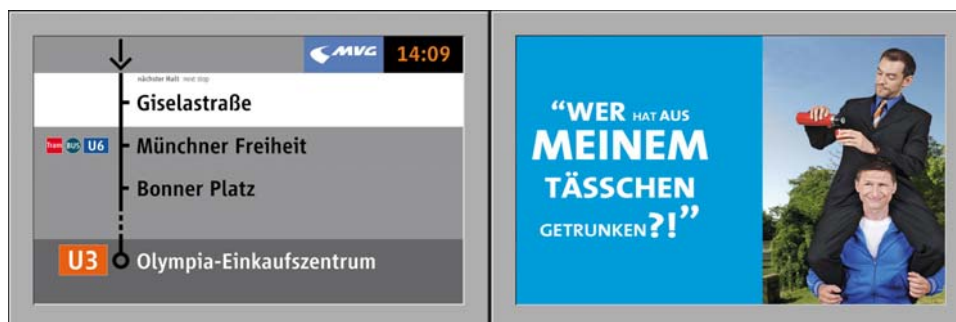 MVG 14:09
nächster Halt next stop
Giselastraße
Tram BUS U6 Münchner Freiheit
Bonner Platz
U3 Olympia-Einkaufszentrum
“WER HAT AUS
MEINEM
TÄSSCHEN
GETRUNKEN?!”